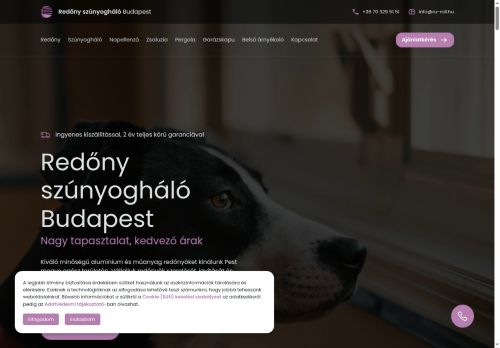 Redőny szúnyogháló Budapest
+36 70 329 51 51
info@ru-roll.hu
Redőny
Szúnyogháló
Napellenző
Zsaluzia
Pergola
Garázskapu
Belső árnyékoló
Kapcsolat
Ajánlatkérés
Ingyenes kiszállítással, 2 év teljes körű garanciával
Redőny
szúnyogháló
Budapest
Nagy tapasztalat, kedvező árak
Kiváló minőségű alumínium és műanyag redőnyöket kínálunk Pest
A legjobb élmény biztosítása érdekében sütiket használunk az eszközinformációk tárolására és
elérésére. Ezeknek a technológiáknak az elfogadása lehetővé teszi számunkra, hogy jobbá tehessük
weboldalainkat. Bővebb információkat a sütikről a Cookie (Süti) kezelési szabályzat az adatkezelésről
pedig az Adatvédelmi tájékoztató-ban olvashat.
Elfogadom
Elutasítom